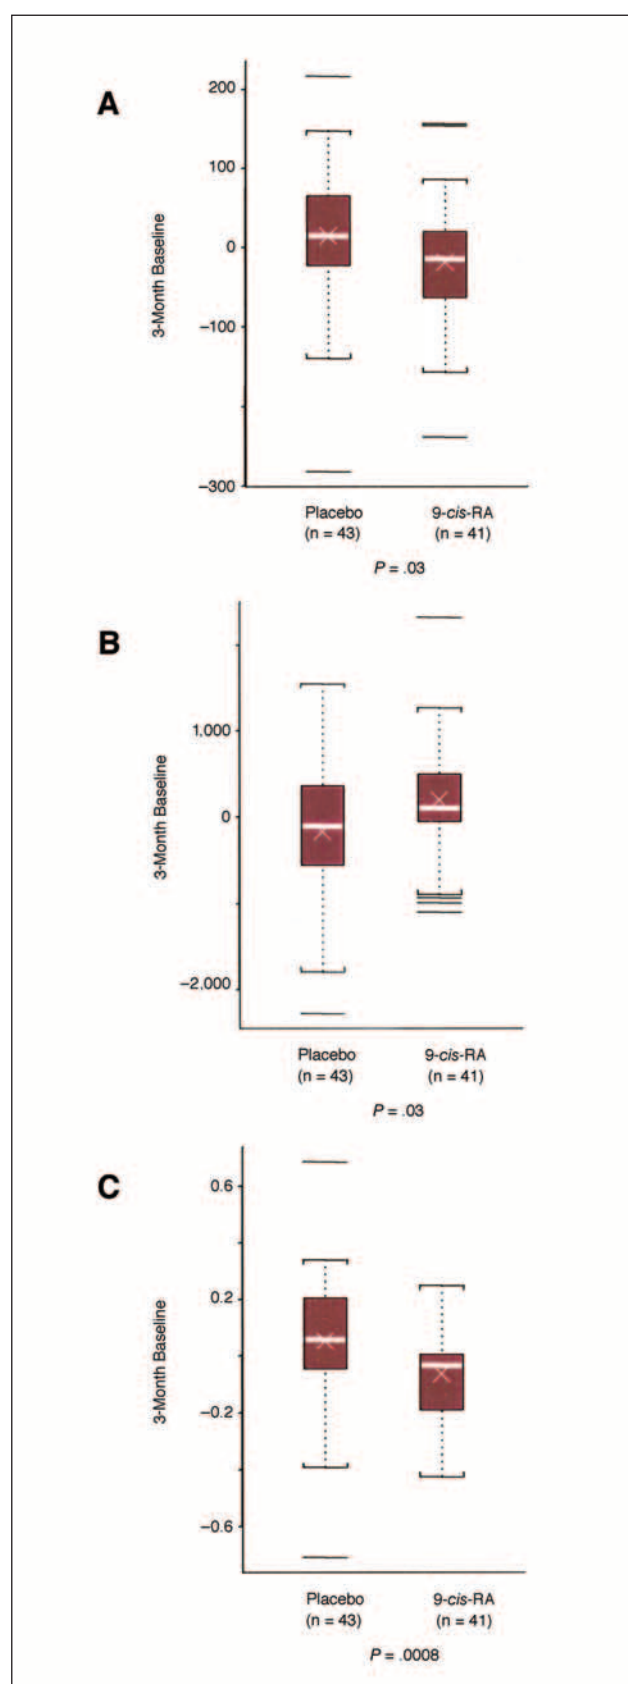 A
200
100
0
−100
−300
3-Month Baseline
Placebo
(n = 43)
9-cis-RA
(n = 41)
P = .03
B
1,000
0
−2,000
3-Month Baseline
Placebo
(n = 43)
9-cis-RA
(n = 41)
P = .03
C
0.6
0.2
−0.2
−0.6
3-Month Baseline
Placebo
(n = 43)
9-cis-RA
(n = 41)
P = .0008